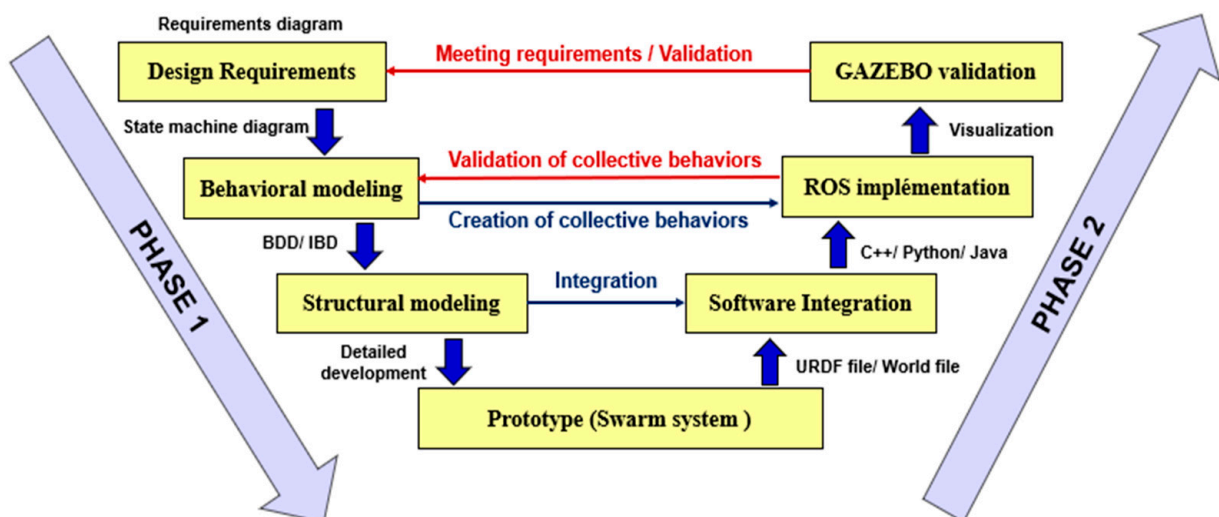 Requirements diagram
Design Requirements
Meeting requirements / Validation
GAZEBO validation
State machine diagram
Visualization
Behavioral modeling
Validation of collective behaviors
Creation of collective behaviors
ROS implémentation
BDD/ IBD
C++/ Python/ Java
Structural modeling
Integration
Software Integration
Detailed
development
URDF file/ World file
Prototype (Swarm system )
PHASE 1
PHASE 2